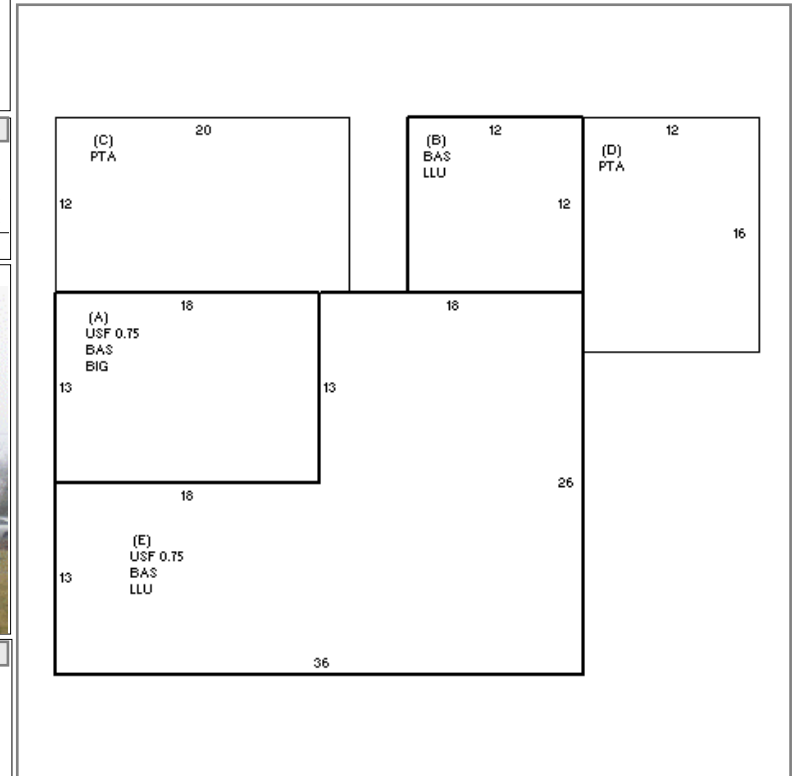 20
(C)
PTA
12
12
(B)
BAS
LLU
12
12
(D)
PTA
16
18
(A)
USF 0.75
BAS
BIG
13
18
13
26
18
(E)
USF 0.75
BAS
LLU
13
36